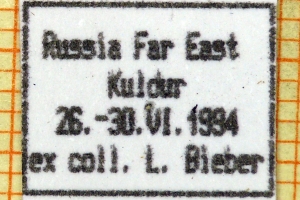 Russia Far East
Kuldur
26.-30.VI.1994
ex coll. L. Bieber